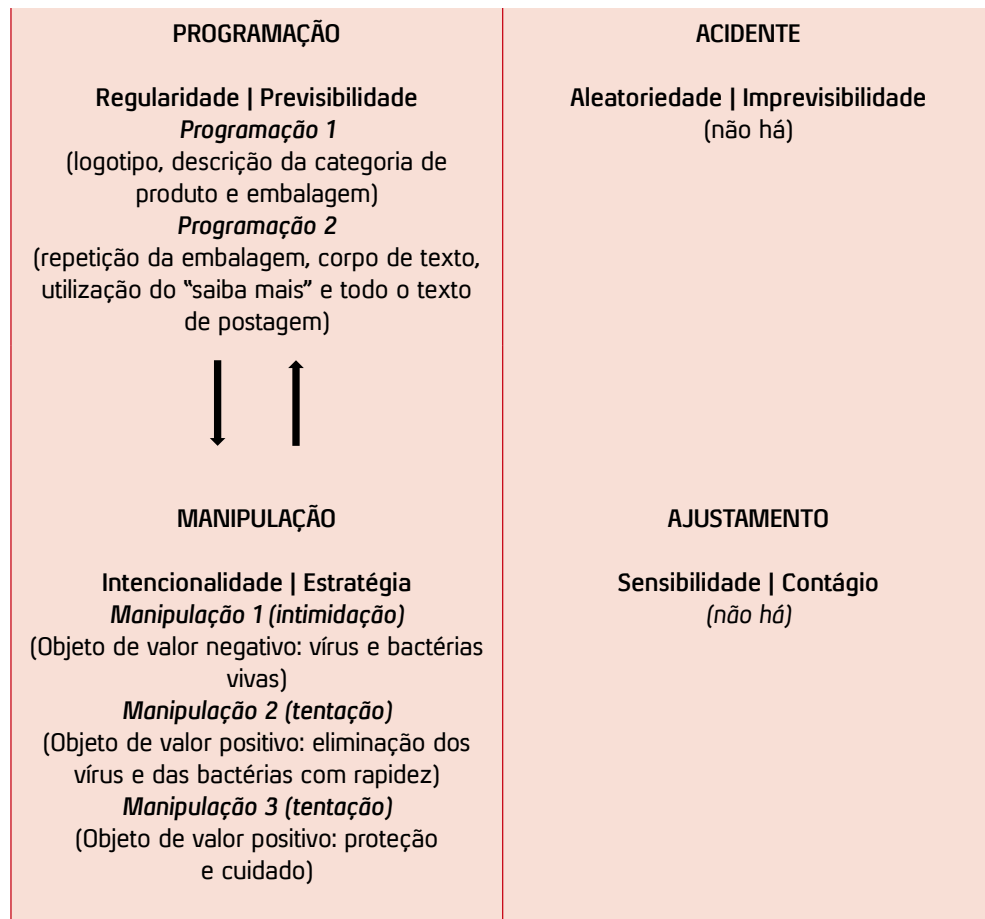 PROGRAMAÇÃO
Regularidade | Previsibilidade
Programação 1
(logotipo, descrição da categoria de
produto e embalagem)
Programação 2
(repetição da embalagem, corpo de texto,
utilização do “saiba mais” e todo o texto
de postagem)
ACIDENTE
Aleatoriedade | Imprevisibilidade
(não há)
MANIPULAÇÃO
Intencionalidade | Estratégia
Manipulação 1 (intimidação)
(Objeto de valor negativo: vírus e bactérias
vivas)
Manipulação 2 (tentação)
(Objeto de valor positivo: eliminação dos
vírus e das bactérias com rapidez)
Manipulação 3 (tentação)
(Objeto de valor positivo: proteção
e cuidado)
AJUSTAMENTO
Sensibilidade | Contágio
(não há)